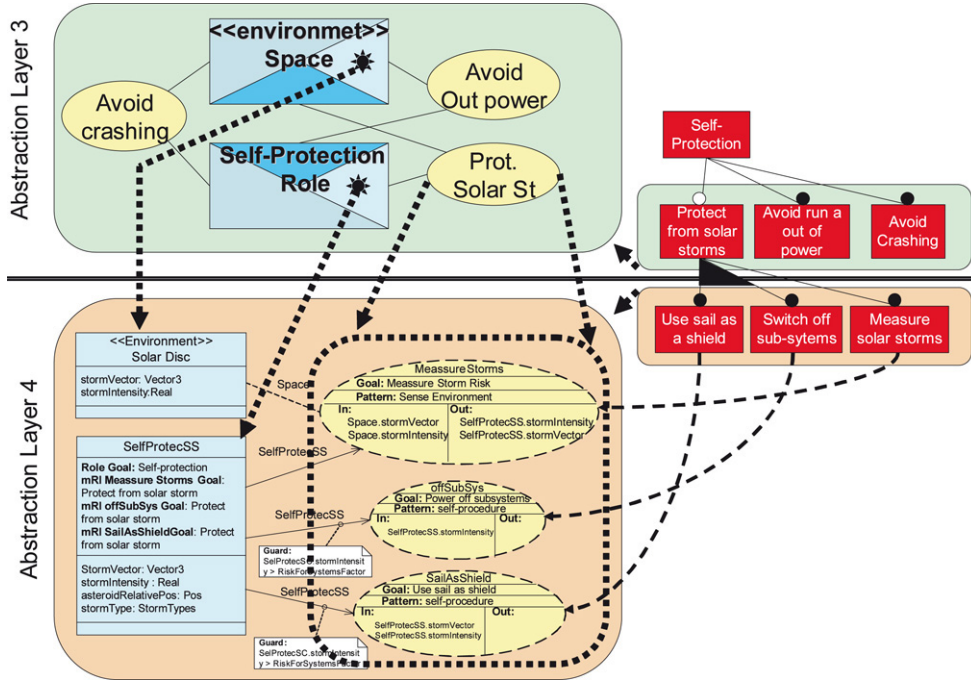 Abstraction Layer 3
<<environmet>>
Space
Avoid
crashing
Avoid
Out power
Self-Protection
Role
Prot.
Solar St
Self-
Protection
Protect
from solar
storms
Avoid run a
out of
power
Avoid
Crashing
Abstraction Layer 4
Use sail as
a shield
Switch off
sub-sytems
Measure
solar storms
<<Environment>>
Solar Disc
stormVector: Vector3
stormIntensity:Real
Space
MeassureStorms
Goal: Meassure Storm Risk
Pattern: Sense Environment
In:
Space.stormVector
Space.stormIntensity
Out:
SelfProtecSS.stormIntensity
SelfProtecSS.stormVector
SelfProtecSS
SelfProtecSS
Role Goal: Self-protection
mRI Meassure Storms Goal:
Protect from solar storm
mRI offSubSys Goal: Protect
from solar storm
mRI SailAsShieldGoal: Protect
from solar storm
StormVector: Vector3
stormIntensity : Real
asteroidRelativePos: Pos
stormType: StormTypes
SelfProtecSS
offSubSys
Goal: Power off subsystems
Pattern: self-procedure
In:
SelfProtecSS.stormIntensity
Out:
Guard:
SelProtecSC.stormIntensit
y > RiskForSystemsFactor
SelfProtecSS
SailAsShield
Goal: Use sail as shield
Pattern: self-procedure
In:
SelfProtecSS.stormVector
SelfProtecSS.stormIntensity
Out:
Guard:
SelProtecSC.stormIntensit
y > RiskForSystemsFactor